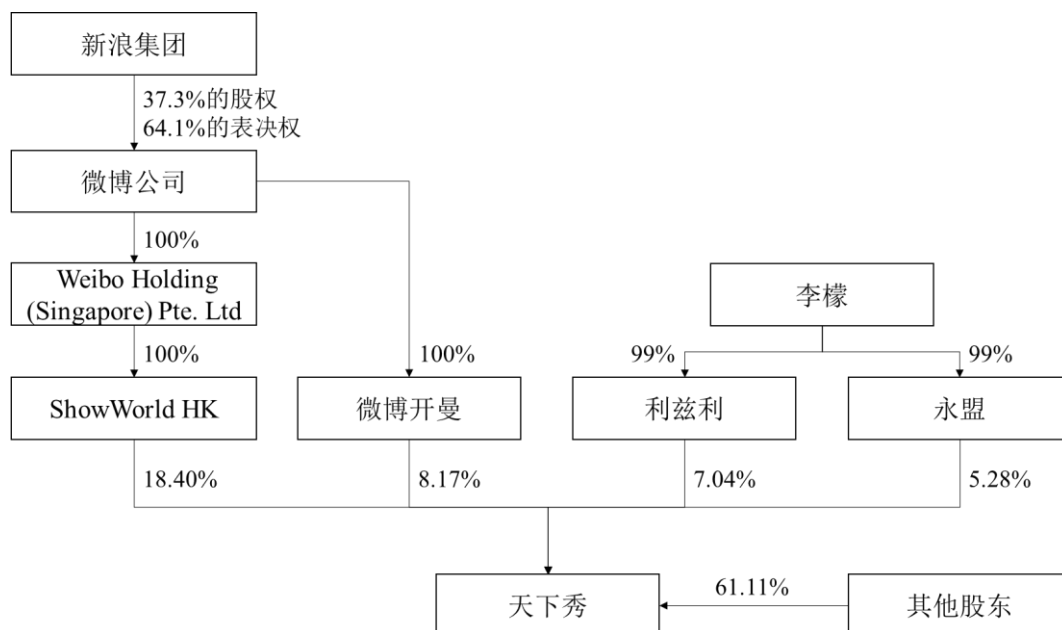 新浪集团
37.3%的股权
64.1%的表决权
微博公司
100%
Weibo Holding
(Singapore) Pte. Ltd
李檬
100%
100%
99%
99%
ShowWorld HK
微博开曼
利兹利
永盟
18.40%
8.17%
7.04%
5.28%
61.11%
天下秀
其他股东